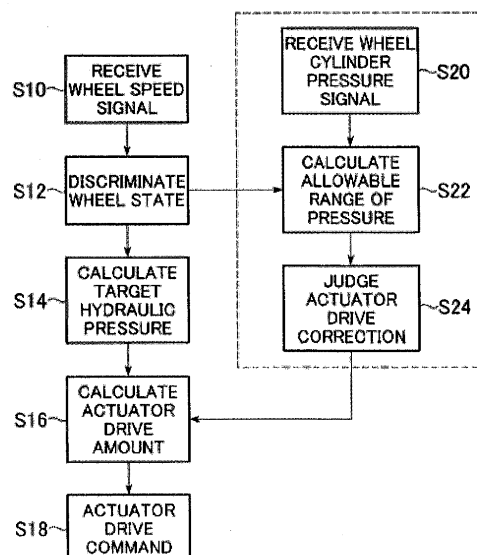 S10
RECEIVE
WHEEL SPEED
SIGNAL
S12
DISCRIMINATE
WHEEL STATE
S14
CALCULATE
TARGET
HYDRAULIC
PRESSURE
S16
CALCULATE
ACTUATOR
DRIVE
AMOUNT
S18
ACTUATOR
DRIVE
COMMAND
RECEIVE WHEEL
CYLINDER
PRESSURE
SIGNAL
S20
CALCULATE
ALLOWABLE
RANGE OF
PRESSURE
S22
JUDGE
ACTUATOR
DRIVE
CORRECTION
S24